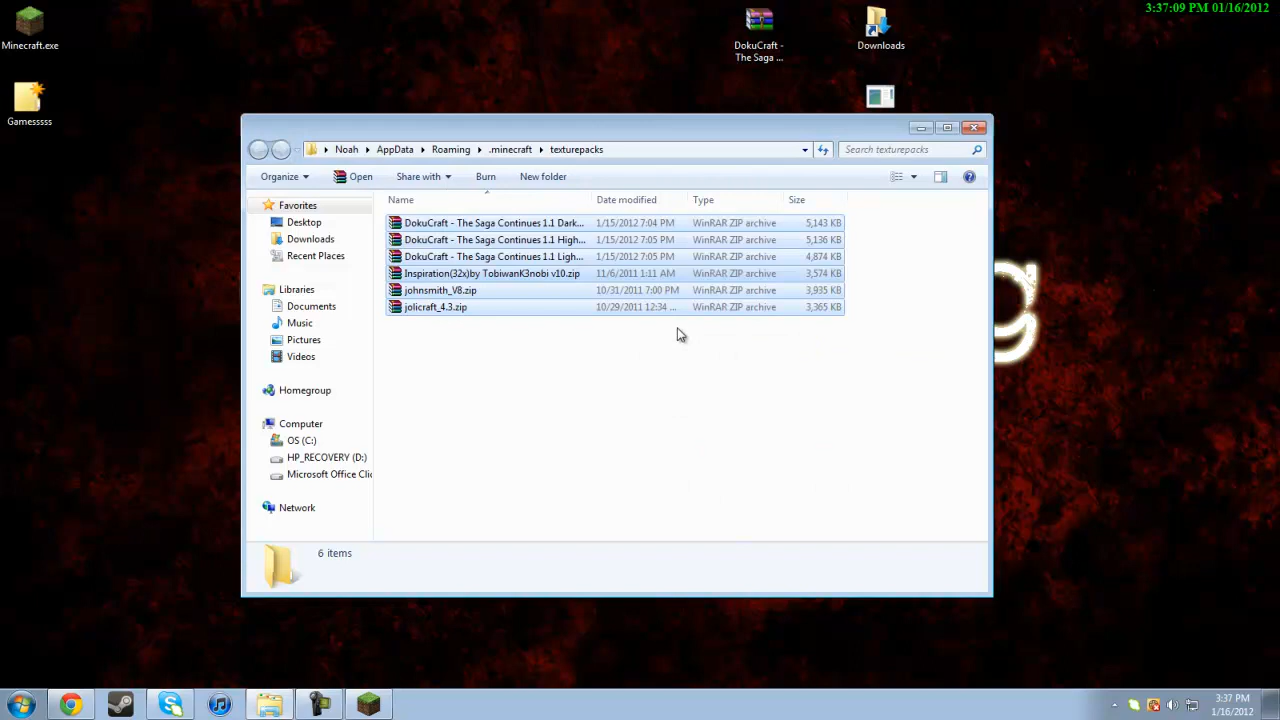 3:37:09 PM 01/16/2012
Minecraft.exe
DokuCraft -
The Saga ...
Downloads
Gamesssss
Noah
AppData
Roaming
.minecraft
texturepacks
Search texturepacks
Organize
Open
Share with
Burn
New folder
Name
Date modified
Type
Size
Favorites
Desktop
Downloads
Recent Places
Libraries
Documents
Music
Pictures
Videos
Homegroup
Computer
OS (C:)
HP_RECOVERY (D:)
Microsoft Office Clic
Network
DokuCraft - The Saga Continues 1.1 Dark... 1/15/2012 7:04 PM WinRAR ZIP archive 5,143 KB
DokuCraft - The Saga Continues 1.1 High... 1/15/2012 7:05 PM WinRAR ZIP archive 5,136 KB
DokuCraft - The Saga Continues 1.1 Ligh... 1/15/2012 7:05 PM WinRAR ZIP archive 4,874 KB
Inspiration(32x)by TobiwanK3nobi v10.zip 11/6/2011 1:11 AM WinRAR ZIP archive 3,574 KB
johnsmith_V8.zip 10/31/2011 7:00 PM WinRAR ZIP archive 3,935 KB
jolicraft_4.3.zip 10/29/2011 12:34 ... WinRAR ZIP archive 3,365 KB
6 items
g
3:37 PM
1/16/2012